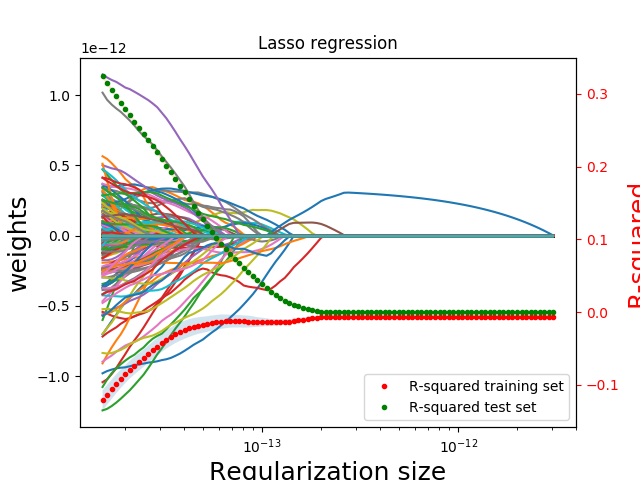 Lasso regression
1e−12
1.0
0.5
0.0
−0.5
−1.0
weights
0.3
0.2
0.1
0.0
−0.1
R-squared
R-squared training set
R-squared test set
10−13
10−12
Regularization size